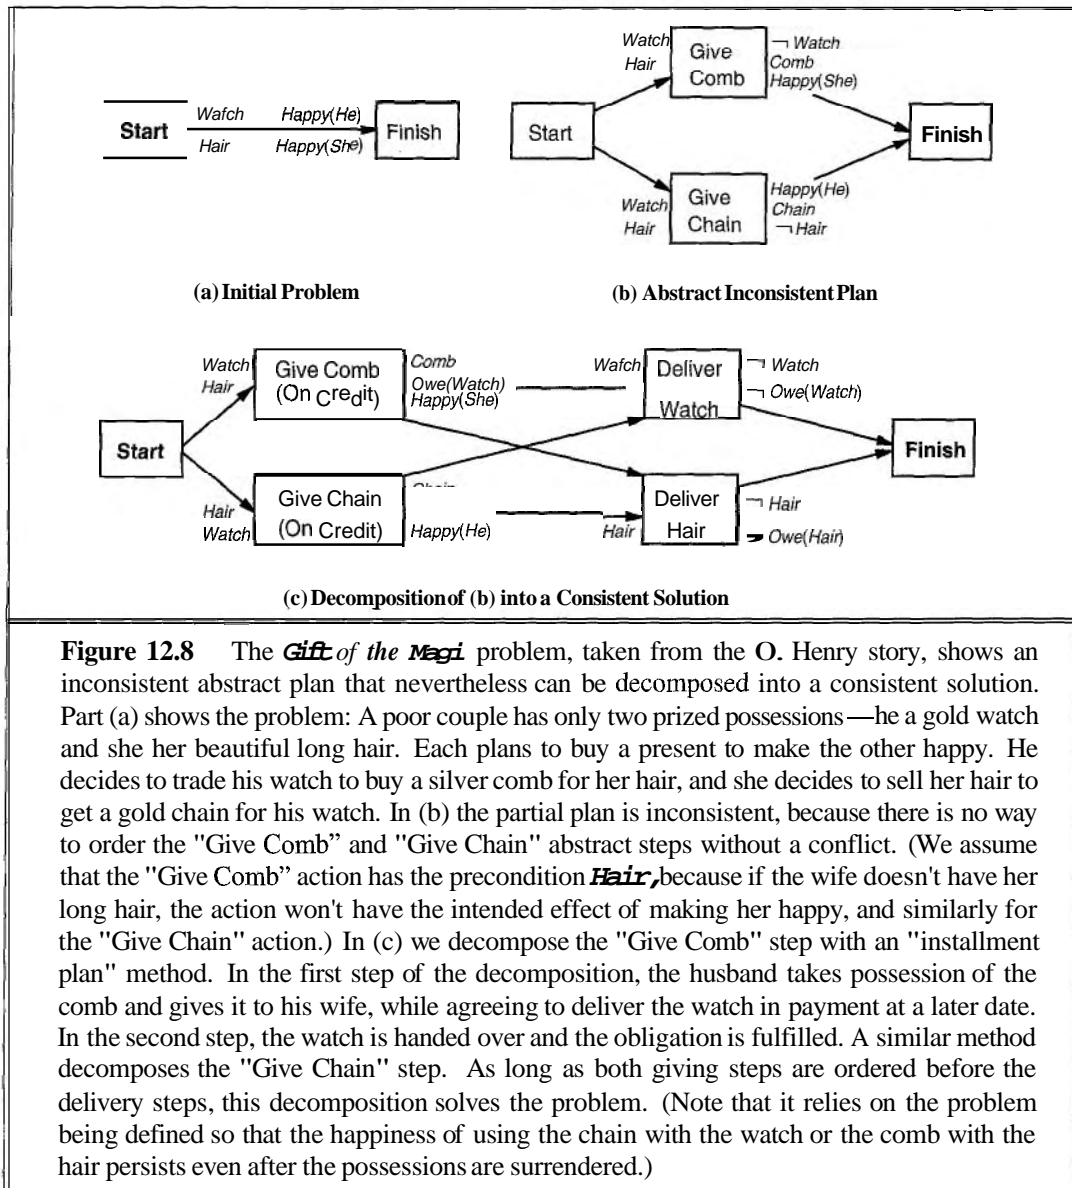 Start
Wafch
Hair
Happy(He)
Happy(She)
Finish
(a) Initial Problem
Watch
Hair
Give
Comb
¬ Watch
Comb
Happy(She)
Start
Finish
Watch
Hair
Give
Chain
Happy(He)
Chain
¬ Hair
(b) Abstract Inconsistent Plan
Watch
Hair
Give Comb
(On Credit)
Comb
Owe(Watch)
Happy(She)
Wafch
Deliver
Watch
¬ Watch
¬ Owe(Watch)
Start
Finish
Hair
Watch
Give Chain
(On Credit)
Happy(He)
Hair
Deliver
Hair
¬ Hair
Owe(Hair)
(c) Decomposition of (b) into a Consistent Solution
Figure 12.8 The Gift of the Magi problem, taken from the O. Henry story, shows an
inconsistent abstract plan that nevertheless can be decomposed into a consistent solution.
Part (a) shows the problem: A poor couple has only two prized possessions — he a gold watch
and she her beautiful long hair. Each plans to buy a present to make the other happy. He
decides to trade his watch to buy a silver comb for her hair, and she decides to sell her hair to
get a gold chain for his watch. In (b) the partial plan is inconsistent, because there is no way
to order the "Give Comb" and "Give Chain" abstract steps without a conflict. (We assume
that the "Give Comb" action has the precondition Hair, because if the wife doesn't have her
long hair, the action won't have the intended effect of making her happy, and similarly for
the "Give Chain" action.) In (c) we decompose the "Give Comb" step with an "installment
plan" method. In the first step of the decomposition, the husband takes possession of the
comb and gives it to his wife, while agreeing to deliver the watch in payment at a later date.
In the second step, the watch is handed over and the obligation is fulfilled. A similar method
decomposes the "Give Chain" step. As long as both giving steps are ordered before the
delivery steps, this decomposition solves the problem. (Note that it relies on the problem
being defined so that the happiness of using the chain with the watch or the comb with the
hair persists even after the possessions are surrendered.)